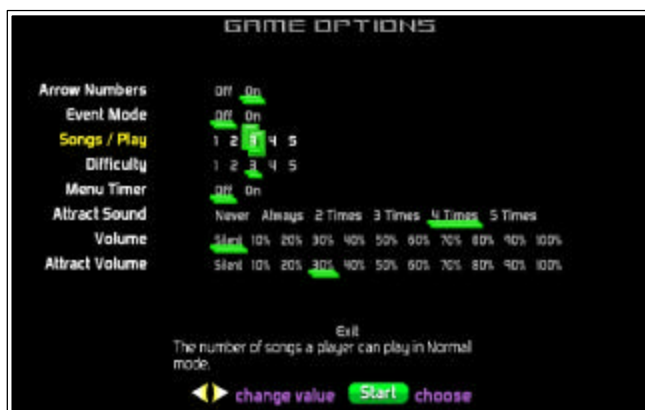 GAME OPTIONS
Arrow Numbers Off On
Event Mode Off On
Songs / Play 1 2 3 4 5
Difficulty 1 2 3 4 5
Menu Timer Off On
Attract Sound Never Always 2 Times 3 Times 4 Times 5 Times
Volume Silent 10% 20% 30% 40% 50% 60% 70% 80% 90% 100%
Attract Volume Silent 10% 20% 30% 40% 50% 60% 70% 80% 90% 100%
Exit
The number of songs a player can play in Normal
mode.
change value Start choose